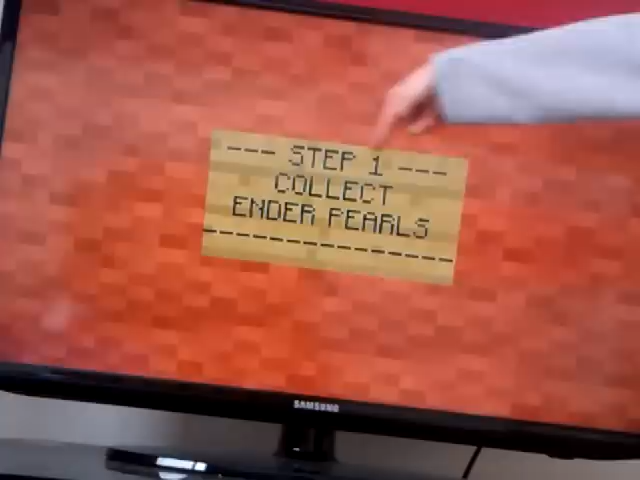 --- STEP 1 ---
COLLECT
ENDER PEARLS
---------------
SAMSUNG